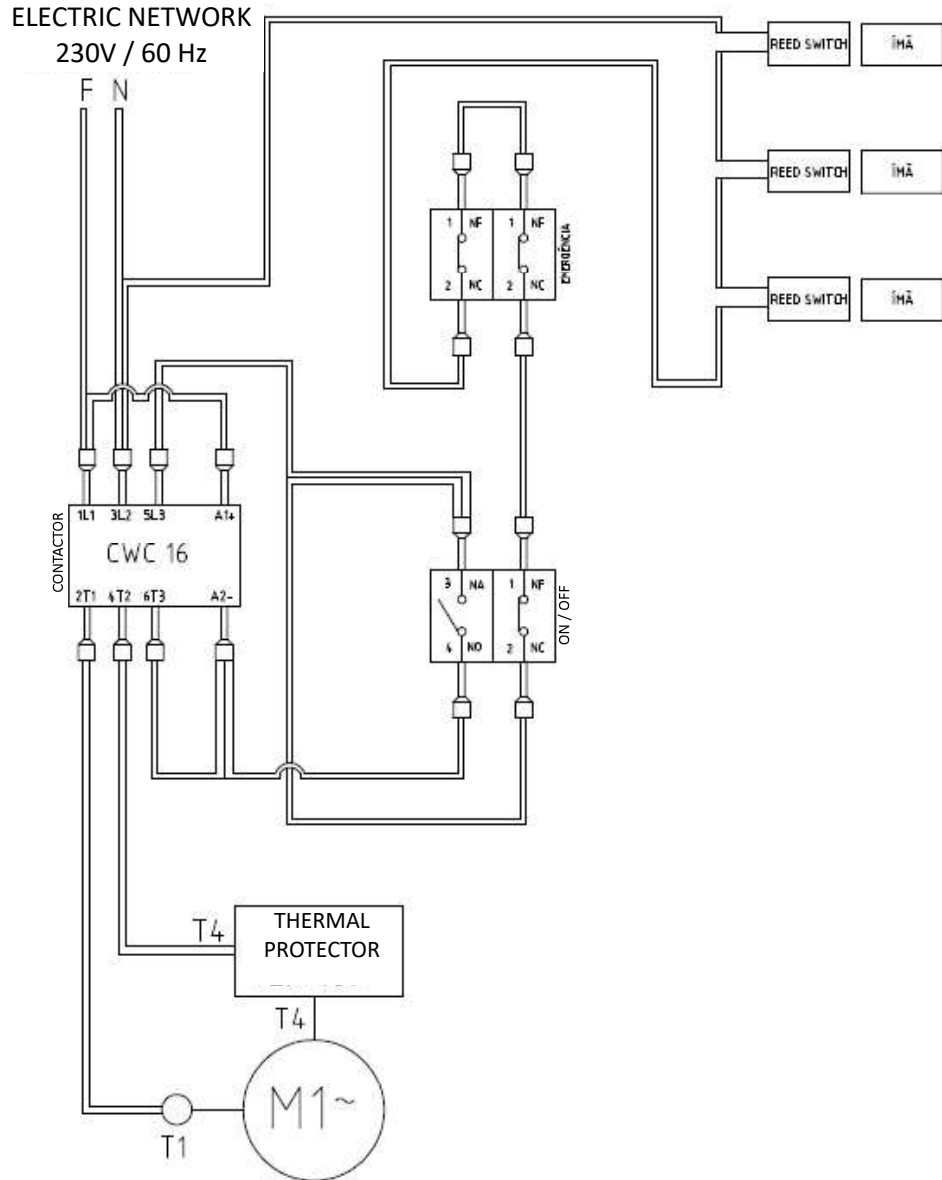 ELECTRIC NETWORK
230V / 60 Hz
F N
REED SWITCH ÍMÃ
REED SWITCH ÍMÃ
REED SWITCH ÍMÃ
1 NF 1 NF
2 NC 2 NC
EMERGÊNCIA
1L1 3L2 5L3 A1+
CWC 16
2T1 4T2 6T3 A2-
CONTACTOR
3 NA 1 NF
4 NO 2 NC
ON / OFF
T4
THERMAL
PROTECTOR
T4
M1~
T1